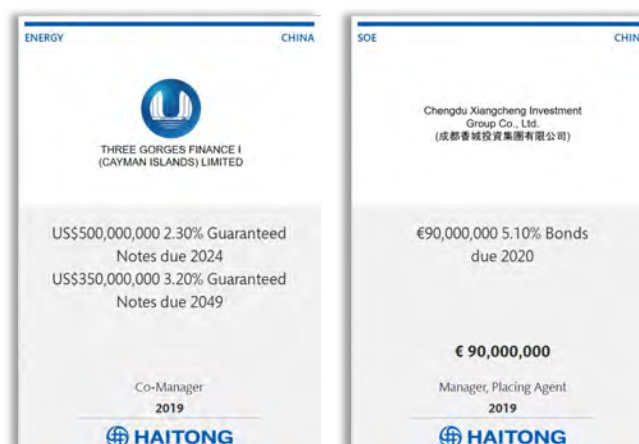 ENERGY CHINA
THREE GORGES FINANCE I
(CAYMAN ISLANDS) LIMITED
US$500,000,000 2.30% Guaranteed
Notes due 2024
US$350,000,000 3.20% Guaranteed
Notes due 2049
Co-Manager
2019
HAITONG
SOE CHIN
Chengdu Xiangcheng Investment
Group Co., Ltd.
(成都香城投資集團有限公司)
€90,000,000 5.10% Bonds
due 2020
€ 90,000,000
Manager, Placing Agent
2019
HAITONG